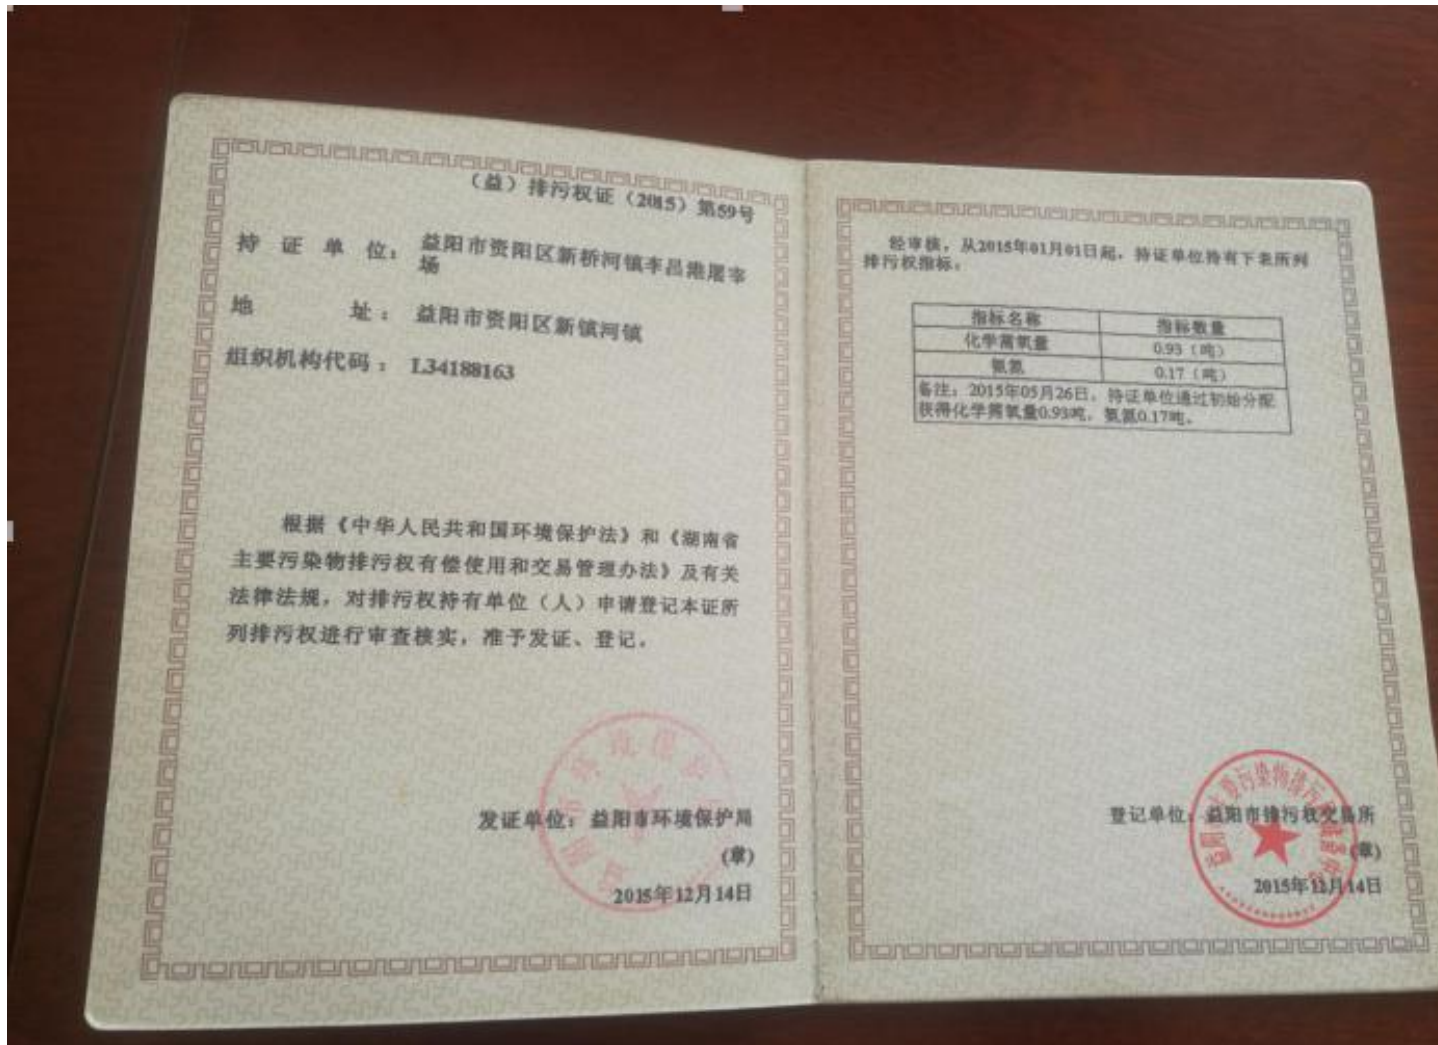 (益)排污权证(2015)第59号
持证单位：益阳市资阳区新桥河镇李昌港屠宰
场
地址：益阳市资阳区新镇河镇
组织机构代码：L34188163
根据《中华人民共和国环境保护法》和《湖南省
主要污染物排污权有偿使用和交易管理办法》及有关
法律法规，对排污权持有单位（人）申请登记本证所
列排污权进行审查核实，准予发证、登记。
发证单位：益阳市环境保护局
(章)
2015年12月14日
经审核，从2015年01月01日起，持证单位持有下表所列
排污权指标：
指标名称 指标数量
化学需氧量 0.93（吨）
氨氮 0.17（吨）
备注：2015年05月26日，持证单位通过初始分配
获得化学需氧量0.93吨，氨氮0.17吨。
登记单位：益阳市排污权交易所
(章)
2015年12月14日